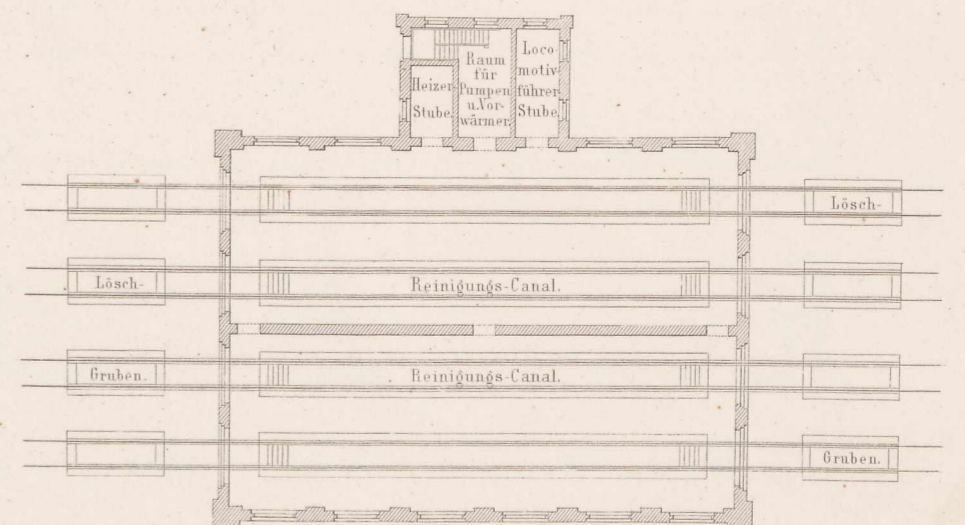 Heizer-
Stube.
Raum
für
Pumpen
u.Vor-
wärmer.
Loco
motiv-
führer
Stube.
Lösch-
Lösch-
Reinigungs-Canal.
Gruben.
Reinigungs-Canal.
Gruben.